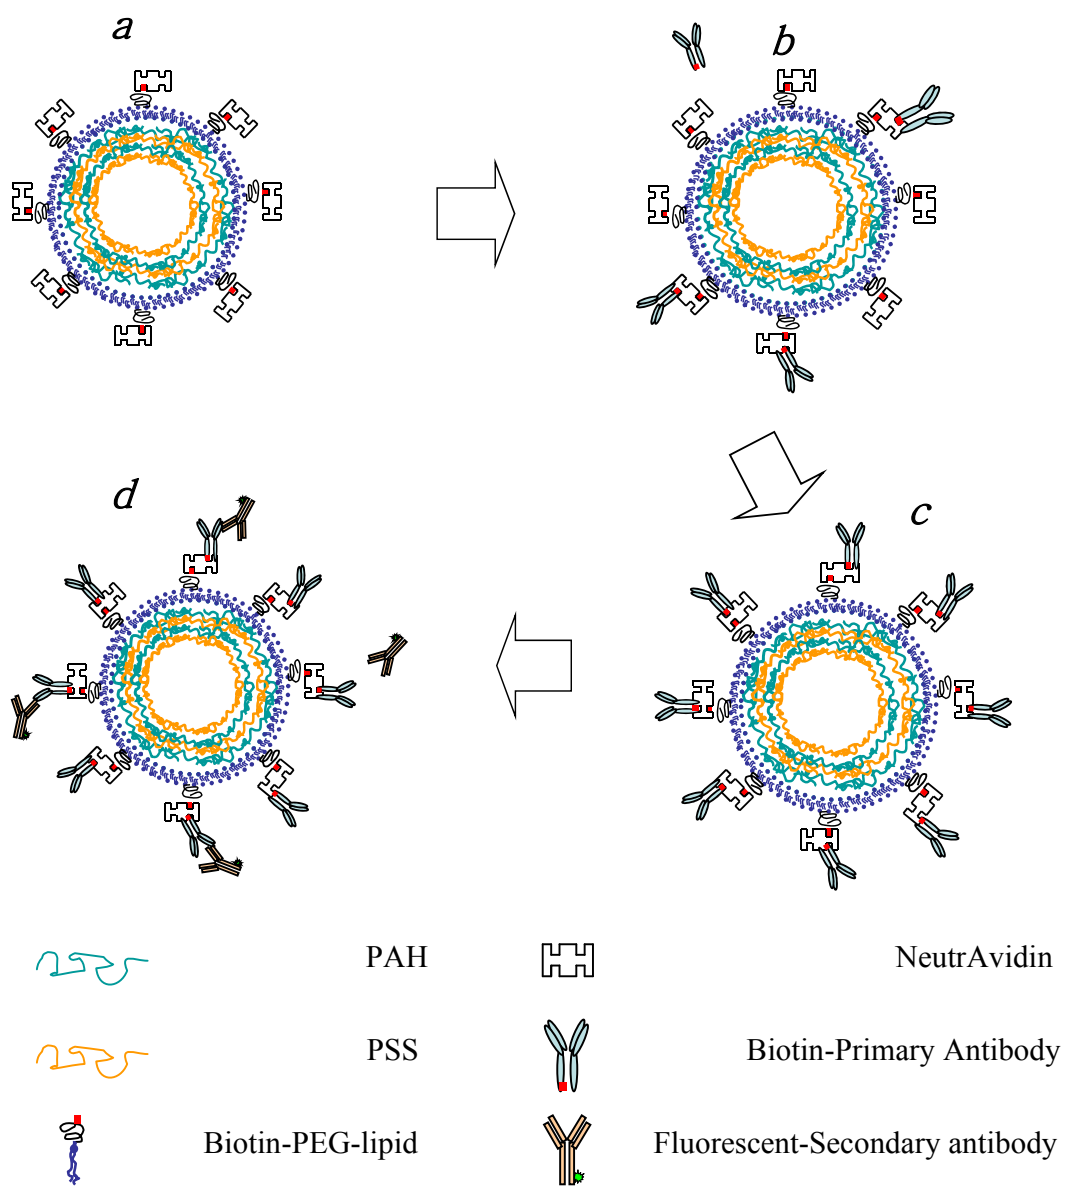 a
b
d
c
PAH
NeutrAvidin
PSS
Biotin-Primary Antibody
Biotin-PEG-lipid
Fluorescent-Secondary antibody